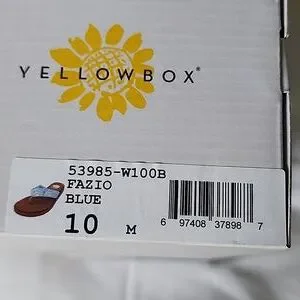 YELLOWBOX®
53985-W100B
FAZIO
BLUE
10 M
6 97408 37898 7